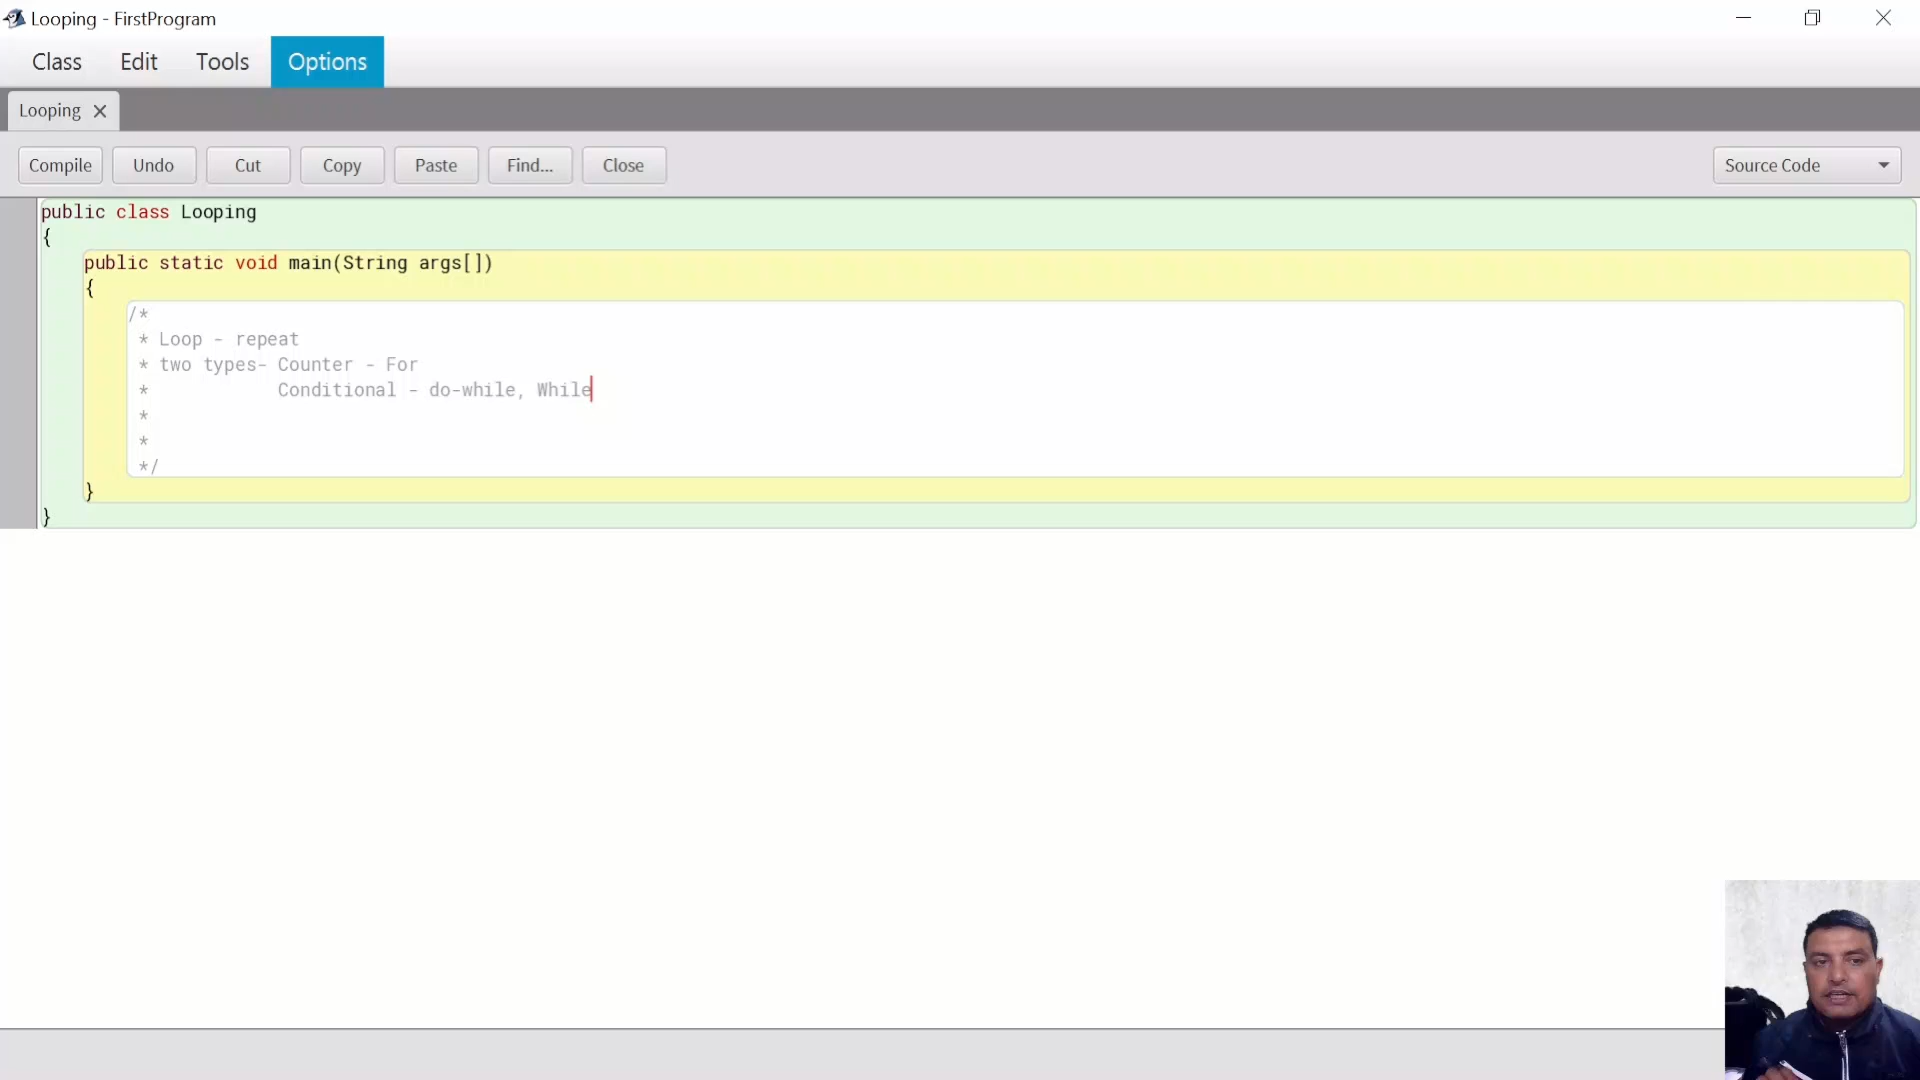 Looping - FirstProgram
Class Edit Tools Options
Looping
Compile Undo Cut Copy Paste Find... Close Source Code
public class Looping
{
public static void main(String args[])
{
/*
* Loop - repeat
* two types- Counter - For
* Conditional - do-while, While
*
*
*/
}
}